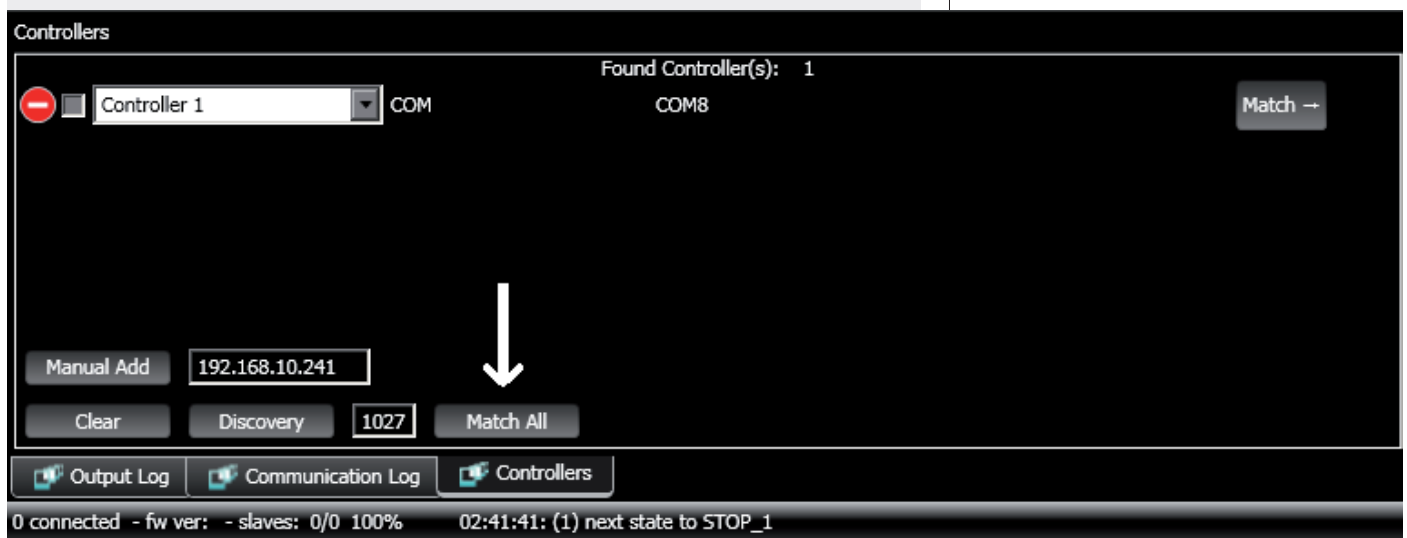 Controllers
Found Controller(s): 1
Controller 1 COM COM8 Match →
Manual Add 192.168.10.241
Clear Discovery 1027 Match All
Output Log Communication Log Controllers
0 connected - fw ver: - slaves: 0/0 100% 02:41:41: (1) next state to STOP_1